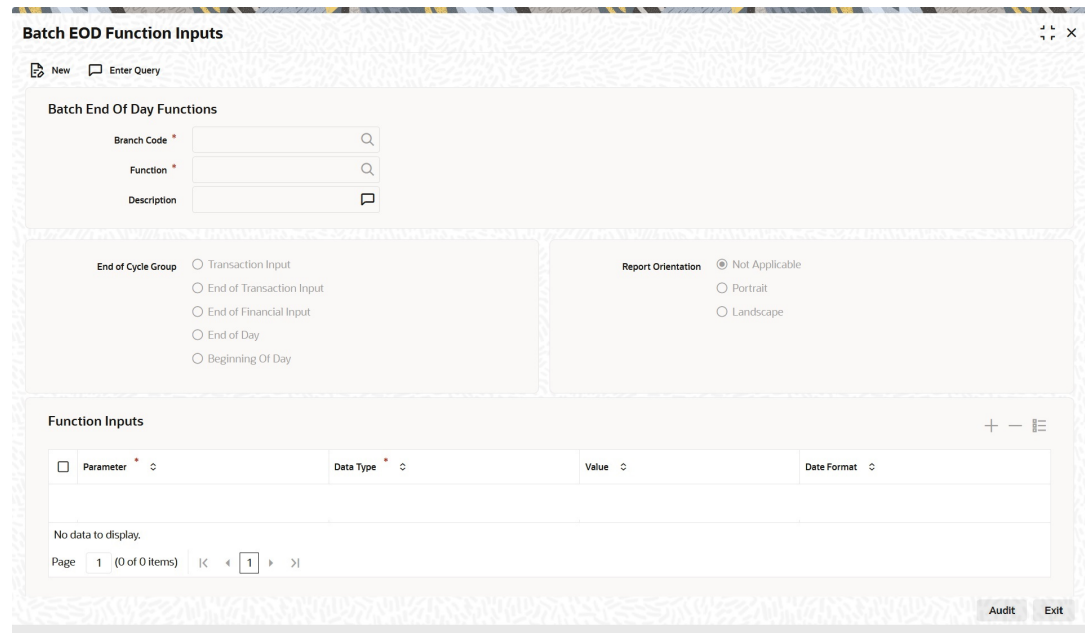 Batch EOD Function Inputs
New Enter Query
Batch End Of Day Functions
Branch Code *
Function *
Description
End of Cycle Group
Transaction Input
End of Transaction Input
End of Financial Input
End of Day
Beginning Of Day
Report Orientation
Not Applicable
Portrait
Landscape
Function Inputs
Parameter * Data Type * Value Date Format
No data to display.
Page 1 (0 of 0 items) 1
Audit Exit